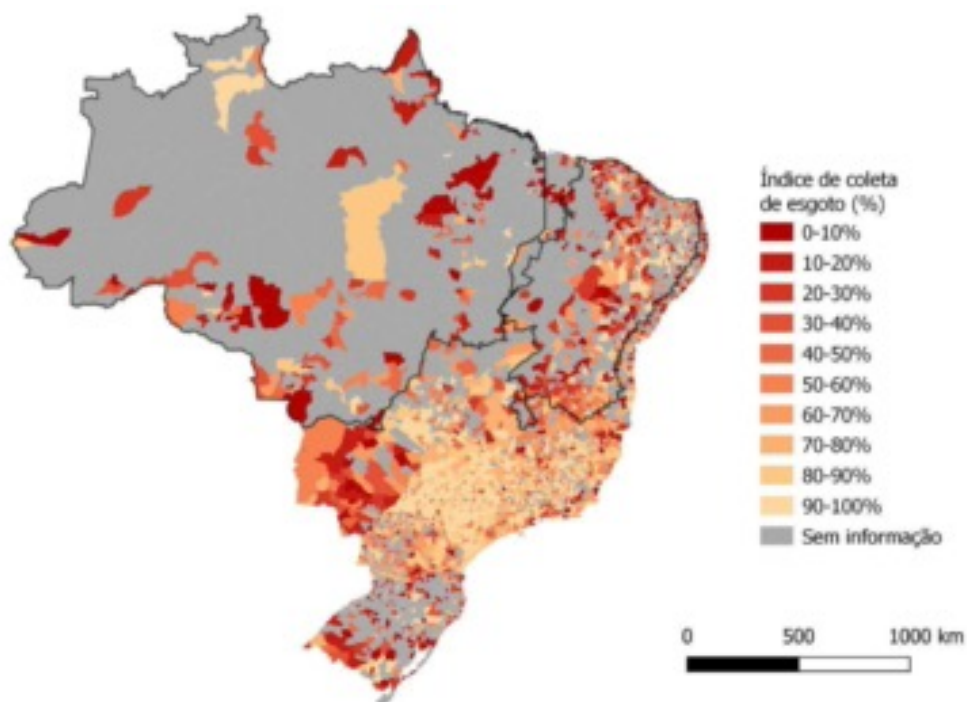 Índice de coleta
de esgoto (%)
0-10%
10-20%
20-30%
30-40%
40-50%
50-60%
60-70%
70-80%
80-90%
90-100%
Sem informação
0 500 1000 km